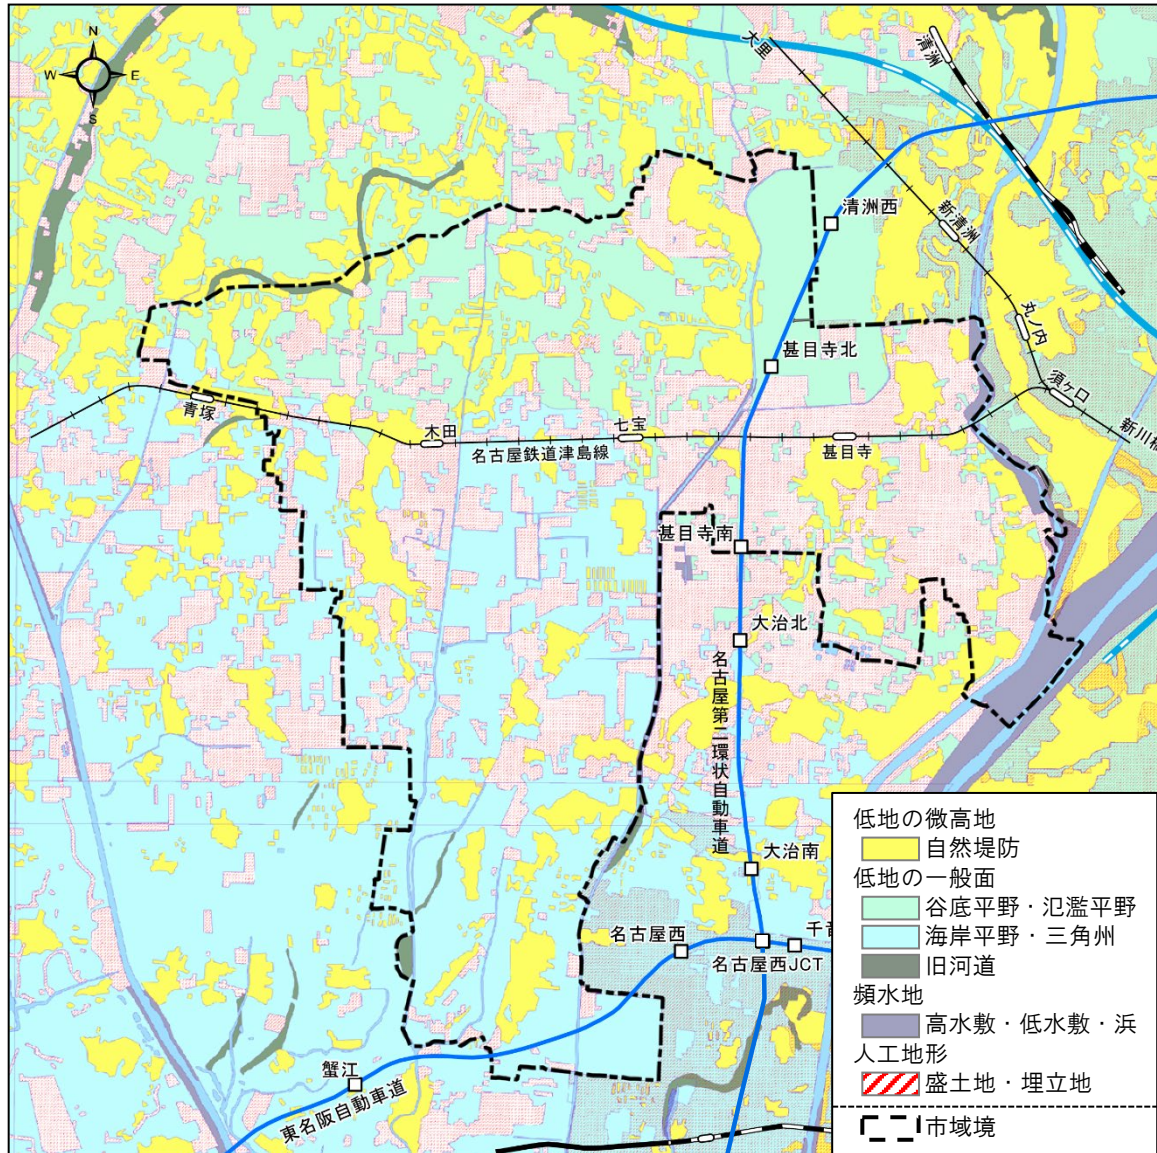 N
W
E
S
大里
清洲
清洲西
新清洲
丸ノ内
甚目寺北
須ケ口
青塚
木田
七宝
甚目寺
名古屋鉄道津島線
甚目寺南
大治北
名古屋第二環状自動車道
大治南
名古屋西
名古屋西JCT
蟹江
東名阪自動車道
低地の微高地
自然堤防
低地の一般面
谷底平野・氾濫平野
海岸平野・三角州
旧河道
頻水地
高水敷・低水敷・浜
人工地形
盛土地・埋立地
市域境